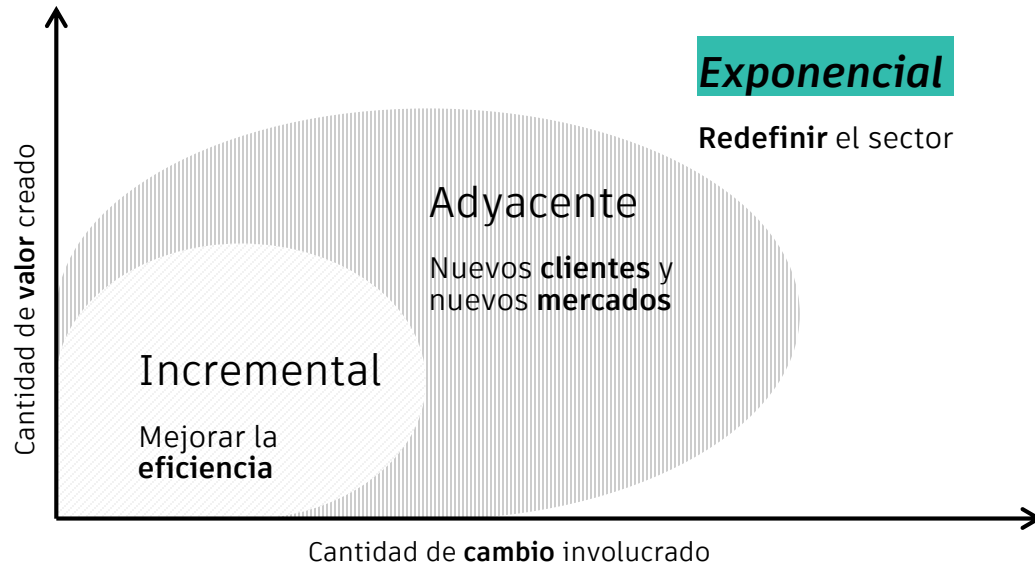 Exponencial
Redefinir el sector
Adyacente
Nuevos clientes y
nuevos mercados
Incremental
Mejorar la
eficiencia
Cantidad de valor creado
Cantidad de cambio involucrado